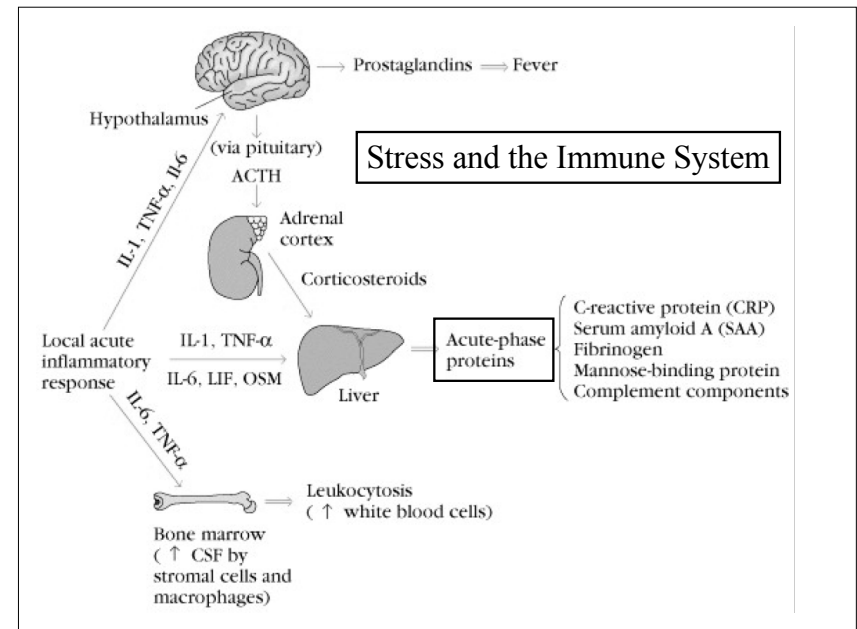 Prostaglandins ⟹ Fever
Hypothalamus
(via pituitary)
ACTH
Stress and the Immune System
IL-1, TNF-α, Il-6
Adrenal
cortex
Corticosteroids
Local acute
inflammatory
response
IL-1, TNF-α
IL-6, LIF, OSM
Liver
Acute-phase
proteins
C-reactive protein (CRP)
Serum amyloid A (SAA)
Fibrinogen
Mannose-binding protein
Complement components
IL-6, TNF-α
Leukocytosis
( ↑ white blood cells)
Bone marrow
( ↑ CSF by
stromal cells and
macrophages)